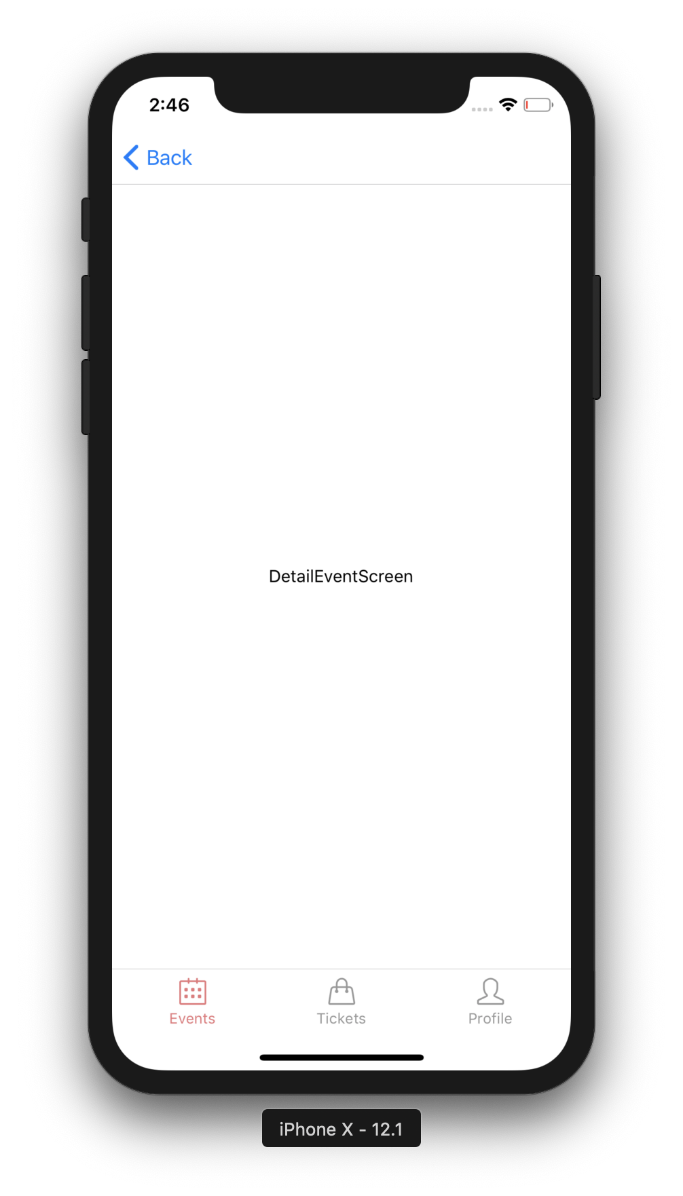 2:46
Back
DetailEventScreen
Events
Tickets
Profile
iPhone X - 12.1